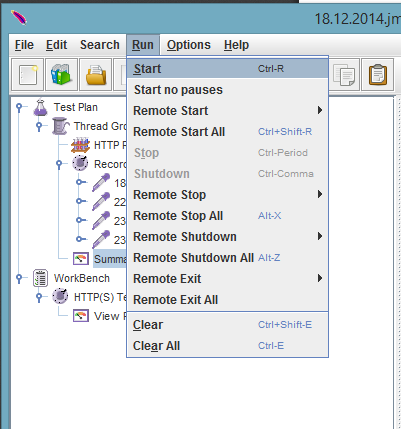 18.12.2014.jm
File Edit Search Run Options Help
Start Ctrl-R
Start no pauses
Remote Start
Remote Start All Ctrl+Shift-R
Stop Ctrl-Period
Shutdown Ctrl-Comma
Remote Stop
Remote Stop All Alt-X
Remote Shutdown
Remote Shutdown All Alt-Z
Remote Exit
Remote Exit All
Clear Ctrl+Shift-E
Clear All Ctrl-E
Test Plan
Thread Gro
HTTP R
Record
18
22
23
23
Summa
WorkBench
HTTP(S) Te
View R